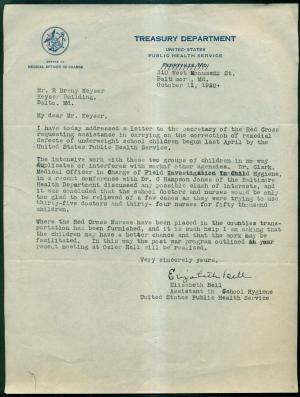 TREASURY DEPARTMENT
UNITED STATES
PUBLIC HEALTH SERVICE
OFFICE OF
MEDICAL OFFICER IN CHARGE
Perryville, Md.
310 West Monument St,
Baltimore, Md.
October 11, 1920.
Mr. R Breny Keyser
Keyser Building,
Balto. Md.
My dear Mr. Keyser,
I have today addressed a letter to the secretary of the Red Cross
requesting assistance in carrying on the correction of remedial
defects of underweight school children begun last April by the
United States Public Health Service.
The intensive work with these two groups of children in no way
duplicates or interferes with work of other agencies. Dr. Clark,
Medical Officer in Charge of Field Investigation in Child Hygiene,
in a recent conference with Dr. C Hampson Jones of the Baltimore
Health Department discussed any possible clash of interests, and
it was concluded that the school doctors and nurses would be only
too glad to be relieved of a few cases as they were trying to use
thirty-five doctors and thirty-four nurses for fifty thousand
children.
Where the Red Cross Nurses have been placed in the counties trans-
portation has been furnished, and it is such help I am asking that
the children may have a better chance and that the work may be
facilitated. In this way the post war program outlined at your
recent meeting at Osler Hall will be realized.
Very sincerely yours,
Elizabeth Bell
Elizabeth Bell
Assistant in School Hygiene
United States Public Health Service